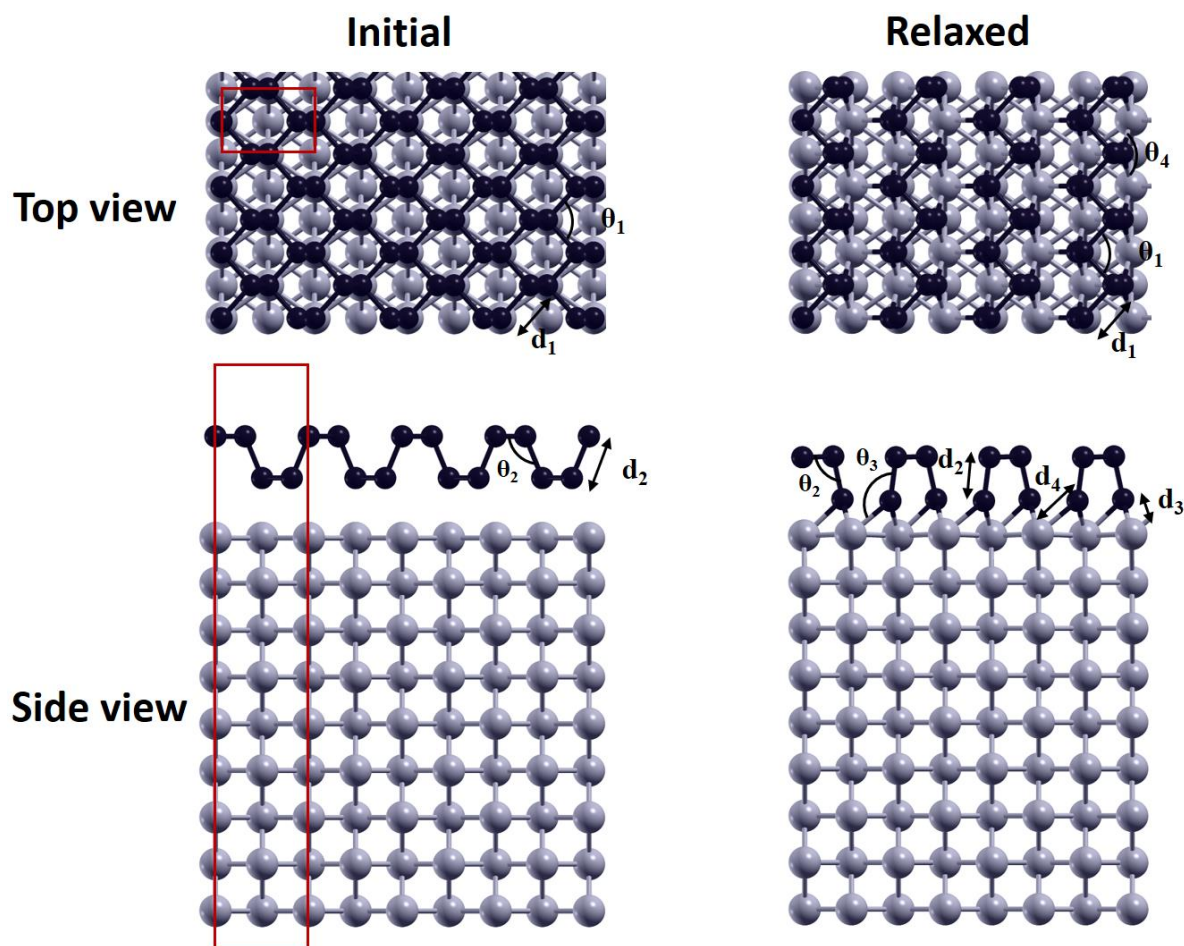 Initial
Relaxed
Top view
θ1
d1
θ4
θ1
d1
Side view
θ2
d2
θ2
θ3
d2
d4
d3